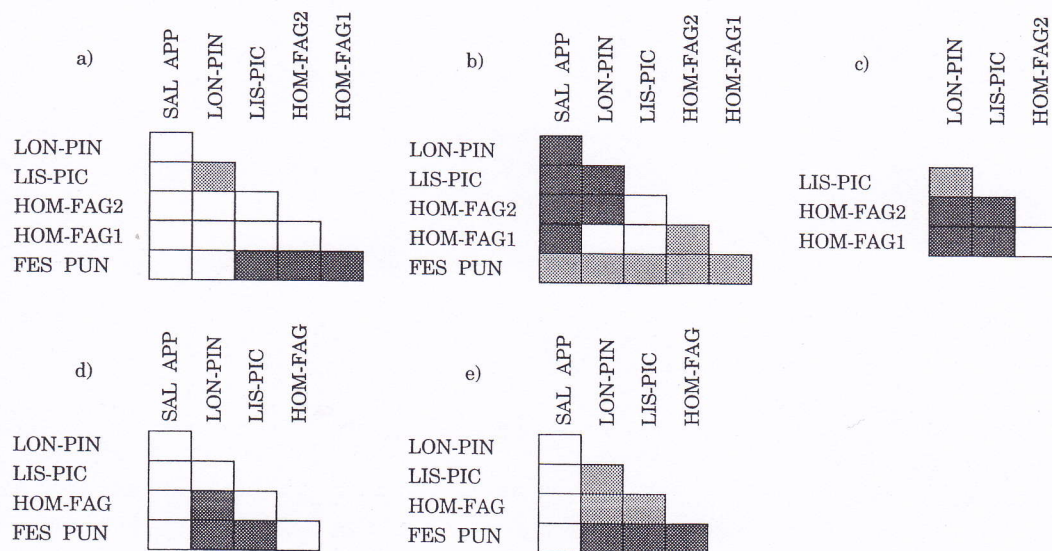 a)
SAL APP
LON-PIN
LIS-PIC
HOM-FAG2
HOM-FAG1
LON-PIN
LIS-PIC
HOM-FAG2
HOM-FAG1
FES PUN
b)
SAL APP
LON-PIN
LIS-PIC
HOM-FAG2
HOM-FAG1
LON-PIN
LIS-PIC
HOM-FAG2
HOM-FAG1
FES PUN
c)
LON-PIN
LIS-PIC
HOM-FAG2
LIS-PIC
HOM-FAG2
HOM-FAG1
d)
SAL APP
LON-PIN
LIS-PIC
HOM-FAG
LON-PIN
LIS-PIC
HOM-FAG
FES PUN
e)
SAL APP
LON-PIN
LIS-PIC
HOM-FAG
LON-PIN
LIS-PIC
HOM-FAG
FES PUN